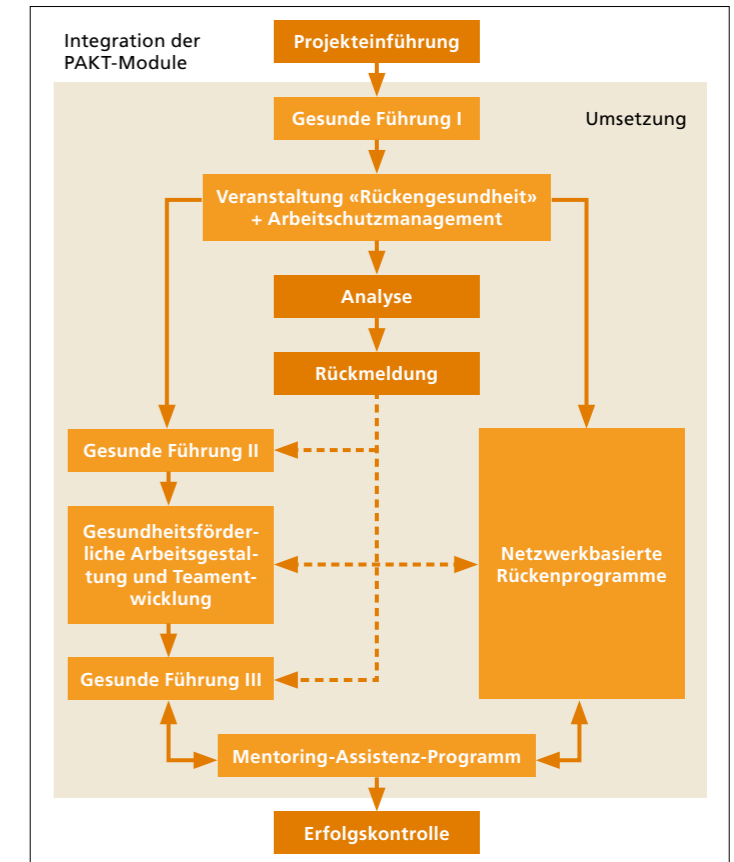 Integration der
PAKT-Module
Projekteinführung
Gesunde Führung I
Umsetzung
Veranstaltung «Rückengesundheit»
+ Arbeitschutzmanagement
Analyse
Rückmeldung
Gesunde Führung II
Gesundheitsförder-
liche Arbeitsgestal-
tung und Teament-
wicklung
Netzwerkbasierte
Rückenprogramme
Gesunde Führung III
Mentoring-Assistenz-Programm
Erfolgskontrolle